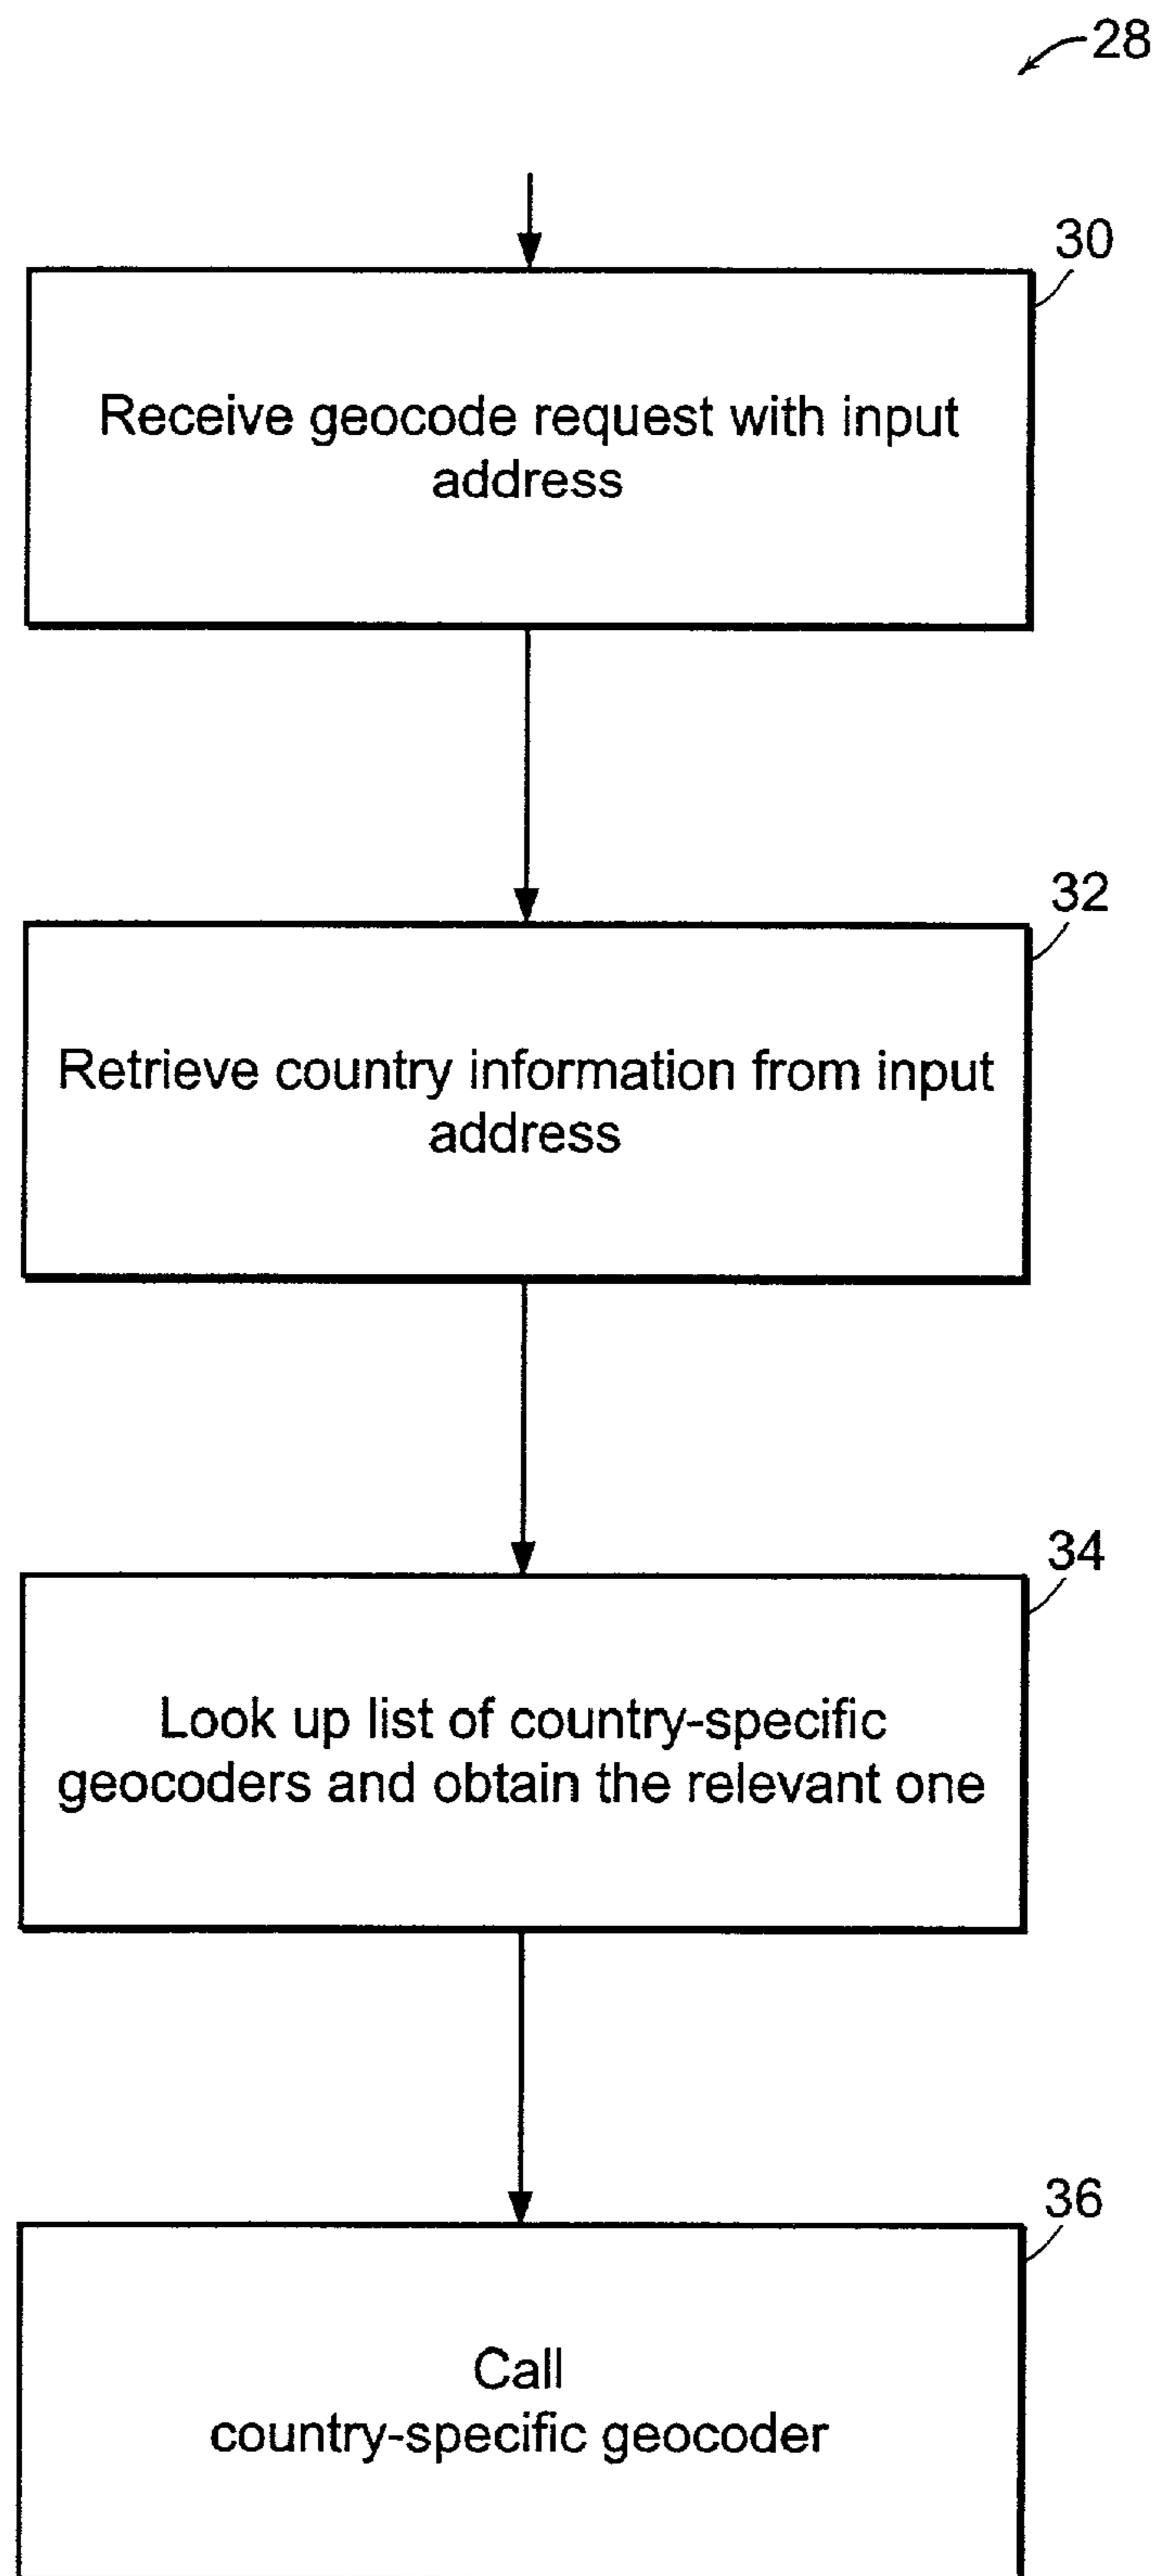 28
30
Receive geocode request with input
address
32
Retrieve country information from input
address
34
Look up list of country-specific
geocoders and obtain the relevant one
36
Call
country-specific geocoder